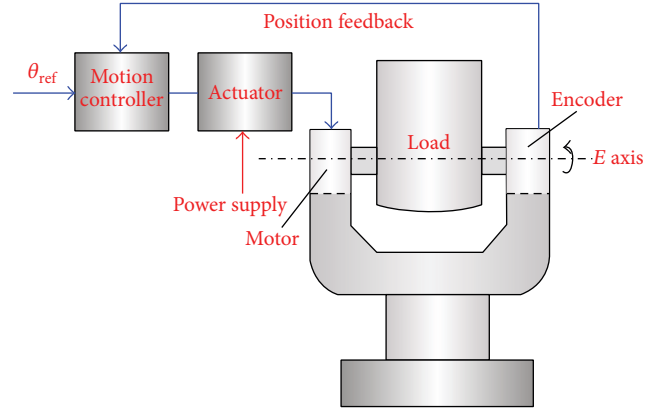 Position feedback
θref
Motion
controller
Actuator
Encoder
Load
E axis
Power supply
Motor